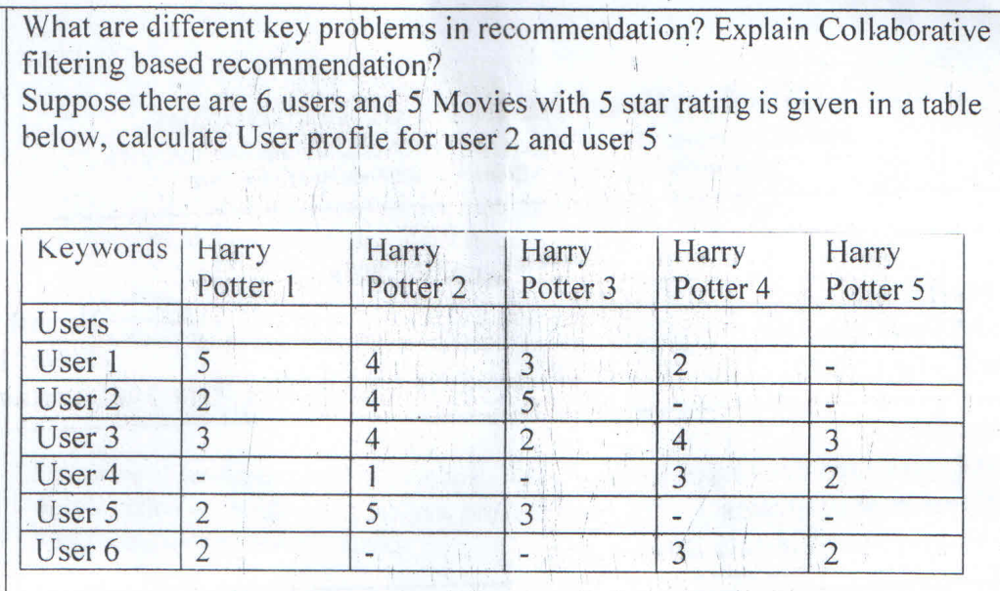 What are different key problems in recommendation? Explain Collaborative
filtering based recommendation?
Suppose there are 6 users and 5 Movies with 5 star rating is given in a table
below, calculate User profile for user 2 and user 5
Keywords Harry Potter 1 Harry Potter 2 Harry Potter 3 Harry Potter 4 Harry Potter 5
Users
User 1 5 4 3 2 -
User 2 2 4 5 - -
User 3 3 4 2 4 3
User 4 - 1 - 3 2
User 5 2 5 3 - -
User 6 2 - - 3 2